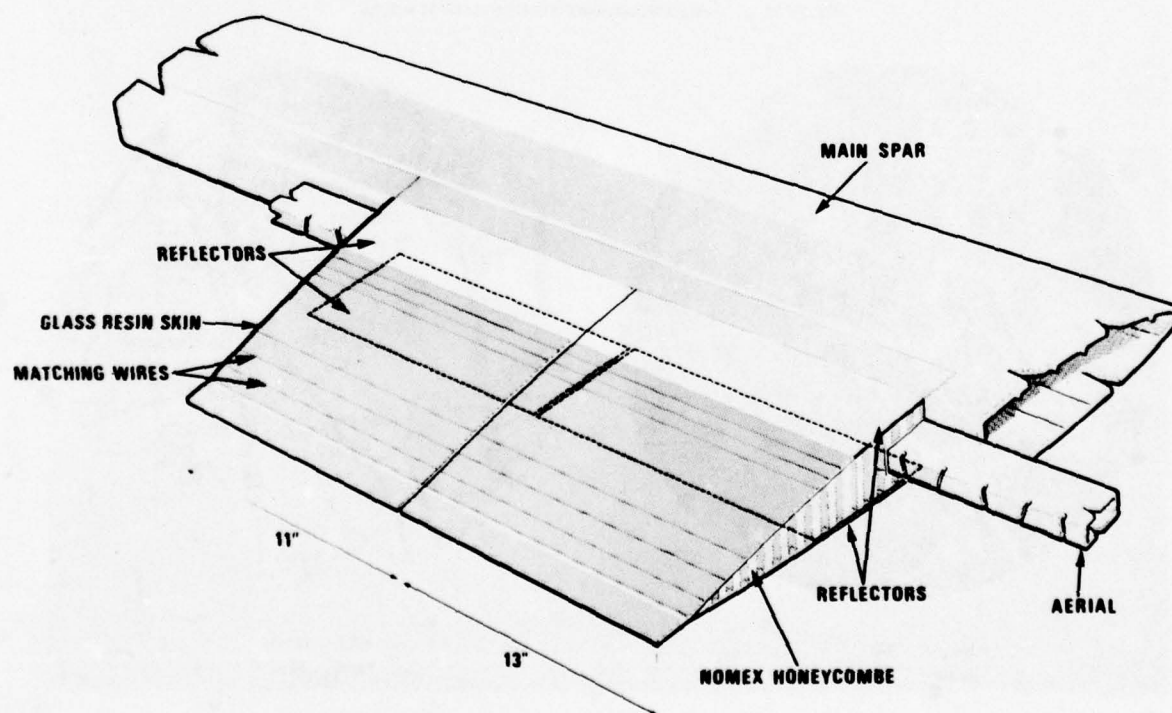 MAIN SPAR
REFLECTORS
GLASS RESIN SKIN
MATCHING WIRES
11"
13"
REFLECTORS
AERIAL
NOMEX HONEYCOMBE